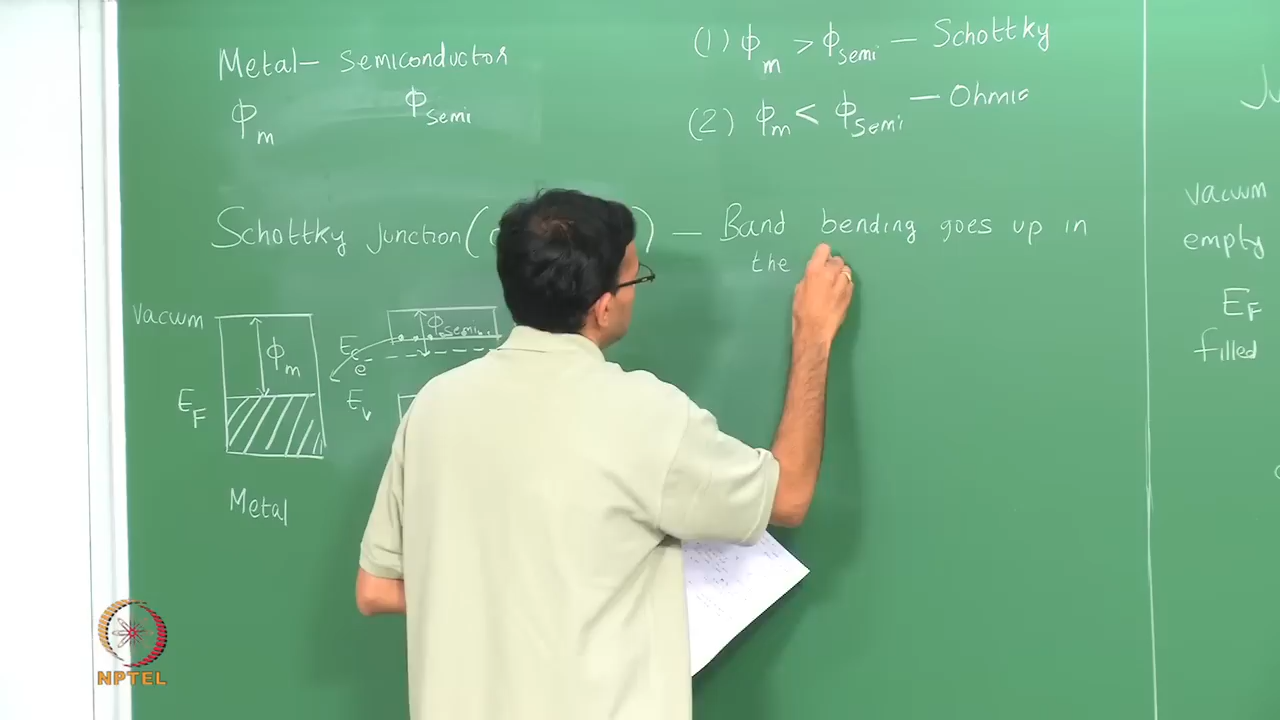 Metal– Semiconductor
ϕm ϕsemi
(1) ϕm > ϕsemi – Schottky
(2) ϕm < ϕsemi – Ohmic
Schottky junction ( ) – Band bending goes up in
the
Vacuum
ϕm
EF
Metal
ϕsemi
Ec
e-
Ev
vacuum
empty
EF
filled
NPTEL